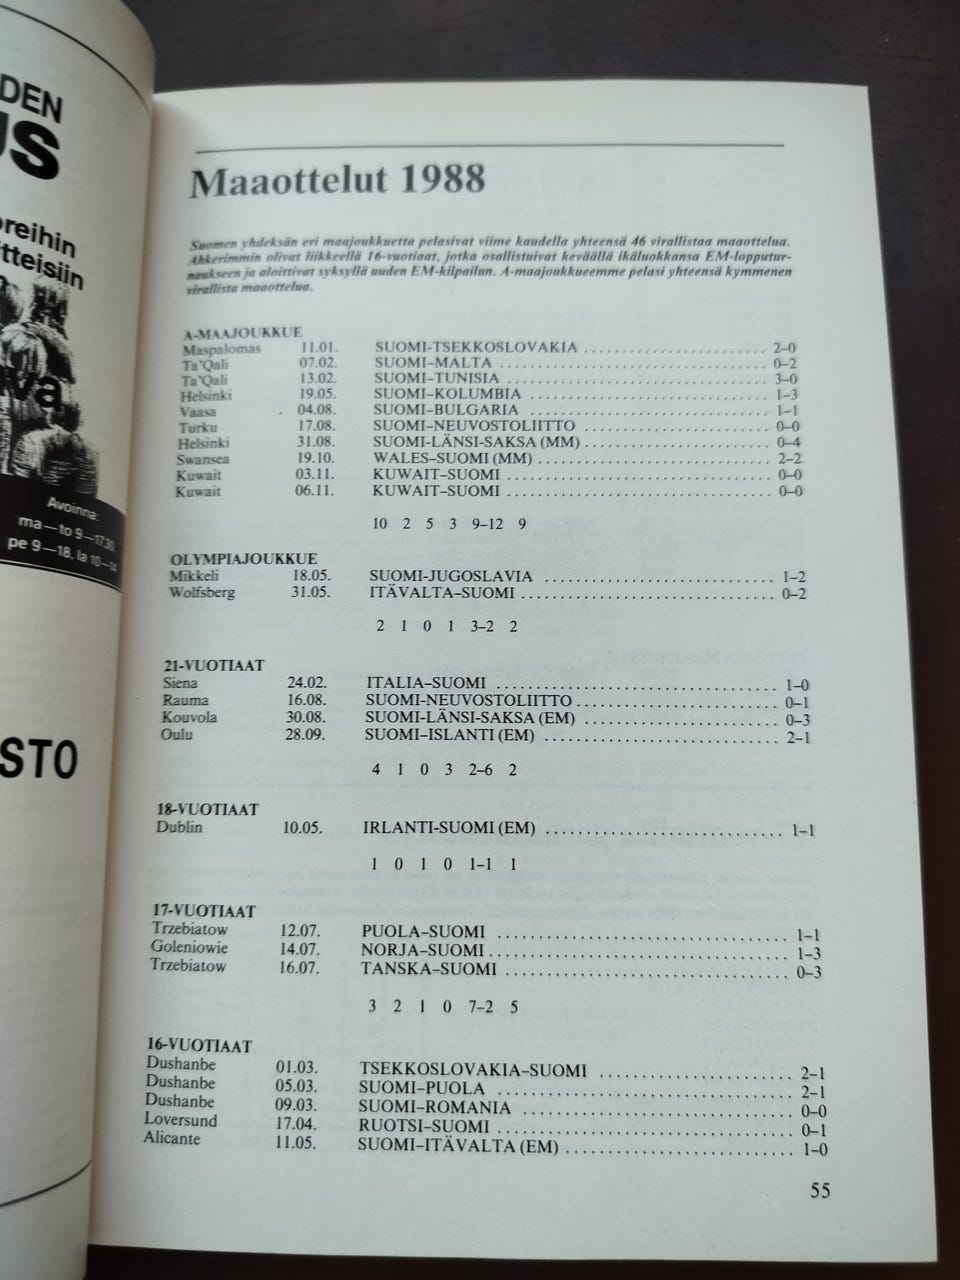 DEN
US
oreihin
itteisiin
n
va
Avoinna:
ma—to 9—17.30,
pe 9—18, la 10—14
STO
Maaottelut 1988
Suomen yhdeksän eri maajoukkuetta pelasivat viime kaudella yhteensä 46 virallistaa maaottelua.
Ahkerimmin olivat liikkeellä 16-vuotiaat, jotka osallistuivat keväällä ikäluokkansa EM-lopputur-
naukseen ja aloittivat syksyllä uuden EM-kilpailun. A-maajoukkueemme pelasi yhteensä kymmenen
virallista maaottelua.
A-MAAJOUKKUE
Maspalomas 11.01. SUOMI-TSEKKOSLOVAKIA 2–0
Ta'Qali 07.02. SUOMI-MALTA 0–2
Ta'Qali 13.02. SUOMI-TUNISIA 3–0
Helsinki 19.05. SUOMI-KOLUMBIA 1–3
Vaasa 04.08. SUOMI-BULGARIA 1–1
Turku 17.08. SUOMI-NEUVOSTOLIITTO 0–0
Helsinki 31.08. SUOMI-LÄNSI-SAKSA (MM) 0–4
Swansea 19.10. WALES-SUOMI (MM) 2–2
Kuwait 03.11. KUWAIT-SUOMI 0–0
Kuwait 06.11. KUWAIT-SUOMI 0–0
10 2 5 3 9–12 9
OLYMPIAJOUKKUE
Mikkeli 18.05. SUOMI-JUGOSLAVIA 1–2
Wolfsberg 31.05. ITÄVALTA–SUOMI 0–2
2 1 0 1 3–2 2
21-VUOTIAAT
Siena 24.02. ITALIA–SUOMI 1–0
Rauma 16.08. SUOMI-NEUVOSTOLIITTO 0–1
Kouvola 30.08. SUOMI-LÄNSI-SAKSA (EM) 0–3
Oulu 28.09. SUOMI–ISLANTI (EM) 2–1
4 1 0 3 2–6 2
18-VUOTIAAT
Dublin 10.05. IRLANTI-SUOMI (EM) 1–1
1 0 1 0 1–1 1
17-VUOTIAAT
Trzebiatow 12.07. PUOLA–SUOMI 1–1
Goleniowie 14.07. NORJA–SUOMI 1–3
Trzebiatow 16.07. TANSKA–SUOMI 0–3
3 2 1 0 7–2 5
16-VUOTIAAT
Dushanbe 01.03. TSEKKOSLOVAKIA–SUOMI 2–1
Dushanbe 05.03. SUOMI–PUOLA 2–1
Dushanbe 09.03. SUOMI–ROMANIA 0–0
Loversund 17.04. RUOTSI–SUOMI 0–1
Alicante 11.05. SUOMI–ITÄVALTA (EM) 1–0
55